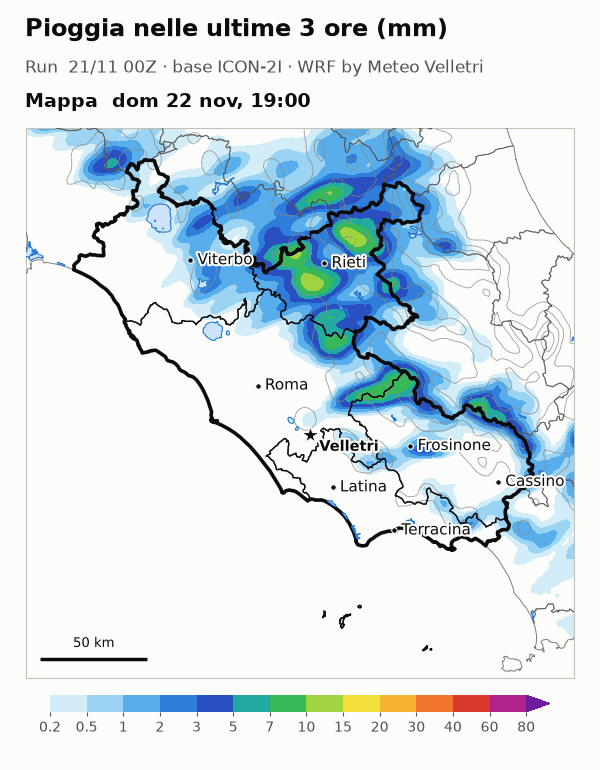 Pioggia nelle ultime 3 ore (mm)
Run  21/11 00Z · base ICON-2I · WRF by Meteo Velletri
Mappa  dom 22 nov, 19:00
Viterbo
Rieti
Roma
Velletri
Frosinone
Latina
Cassino
Terracina
50 km
0.2 0.5 1 2 3 5 7 10 15 20 30 40 60 80